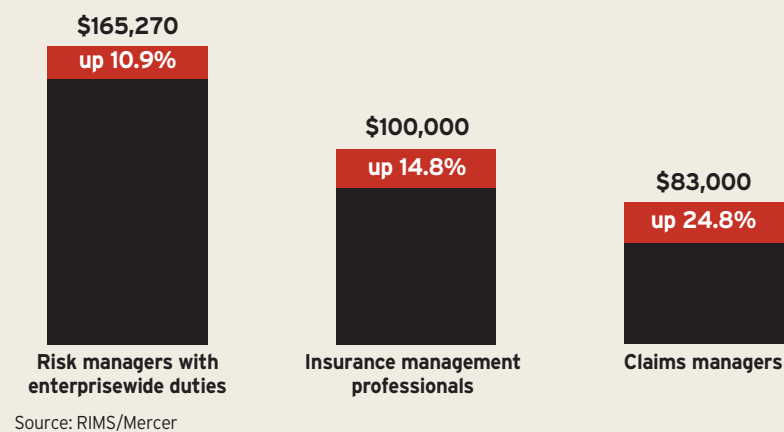 $165,270
up 10.9%
$100,000
up 14.8%
$83,000
up 24.8%
Risk managers with
enterprisewide duties
Insurance management
professionals
Claims managers
Source: RIMS/Mercer